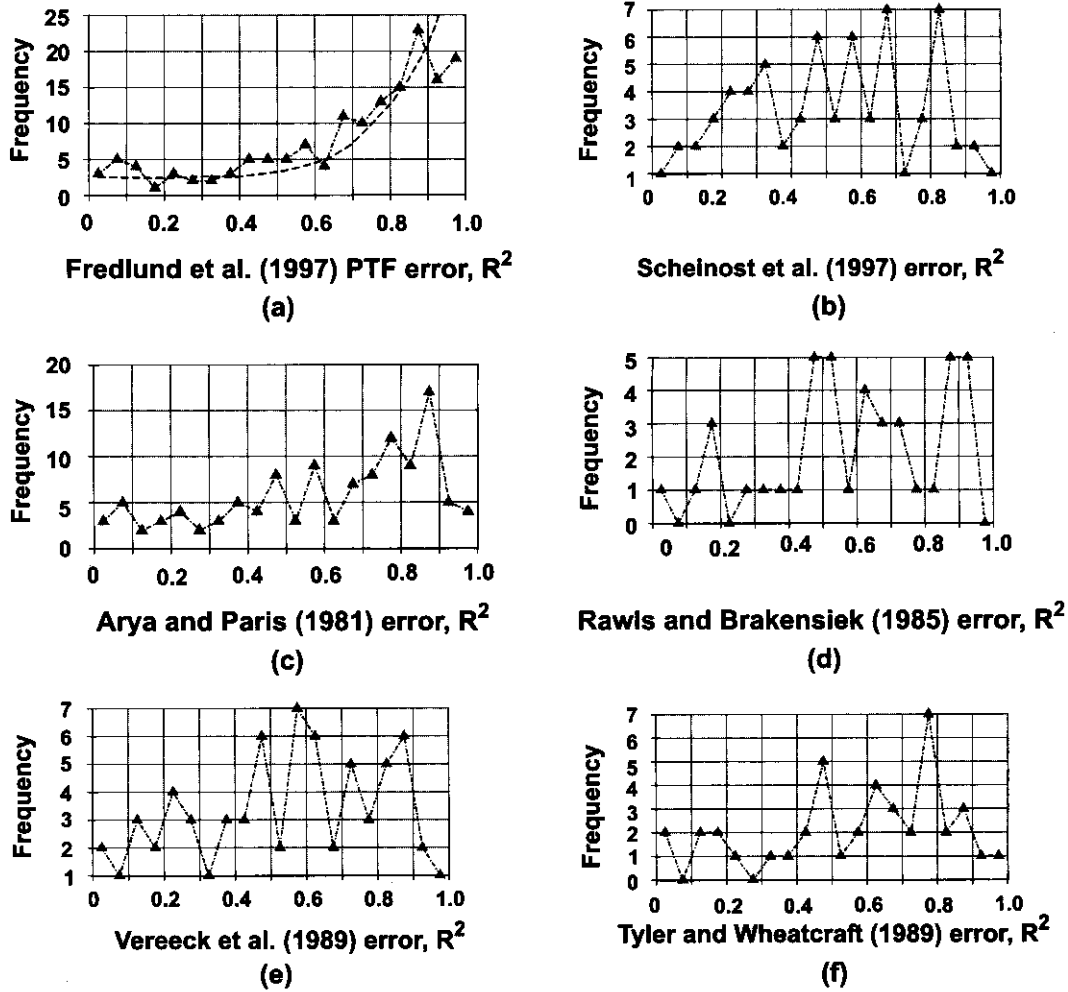 25
20
15
10
5
0
Frequency
0 0.2 0.4 0.6 0.8 1.0
Fredlund et al. (1997) PTF error, R²
(a)
7
6
5
4
3
2
1
Frequency
0 0.2 0.4 0.6 0.8 1.0
Scheinost et al. (1997) error, R²
(b)
20
15
10
5
0
Frequency
0 0.2 0.4 0.6 0.8 1.0
Arya and Paris (1981) error, R²
(c)
5
4
3
2
1
0
Frequency
0 0.2 0.4 0.6 0.8 1.0
Rawls and Brakensiek (1985) error, R²
(d)
7
6
5
4
3
2
1
Frequency
0 0.2 0.4 0.6 0.8 1.0
Vereeck et al. (1989) error, R²
(e)
7
6
5
4
3
2
1
0
Frequency
0 0.2 0.4 0.6 0.8 1.0
Tyler and Wheatcraft (1989) error, R²
(f)